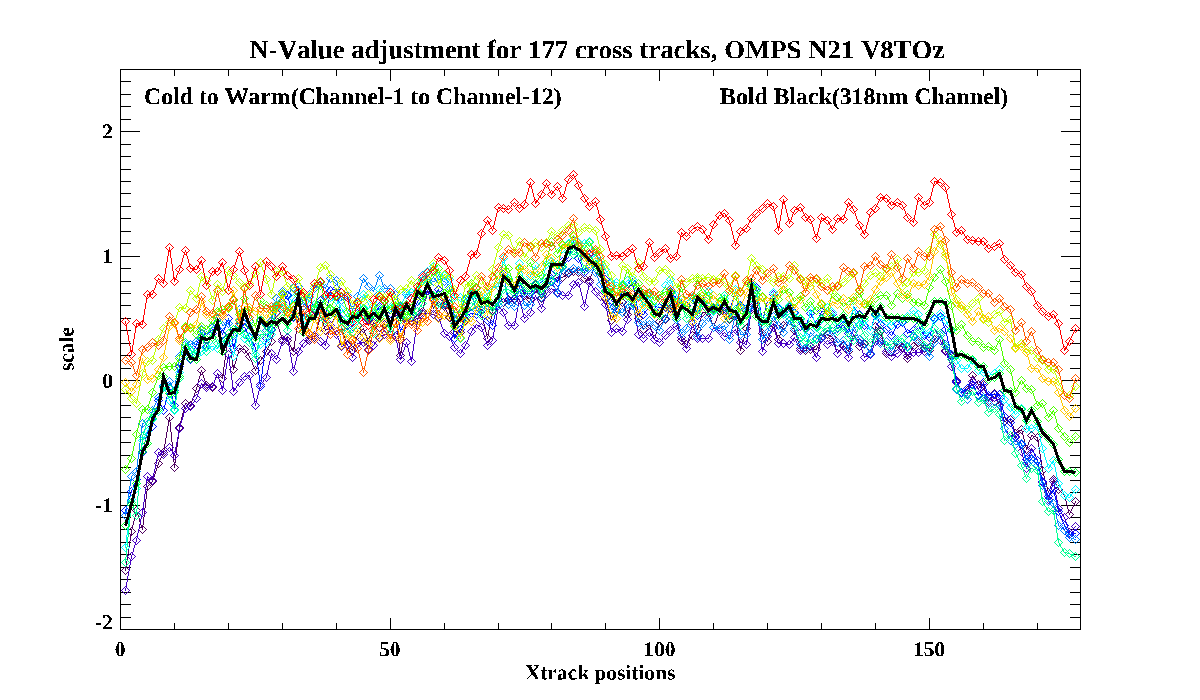 N-Value adjustment for 177 cross tracks, OMPS N21 V8TOz
Cold to Warm(Channel-1 to Channel-12) Bold Black(318nm Channel)
2
1
0
-1
-2
scale
0 50 100 150
Xtrack positions